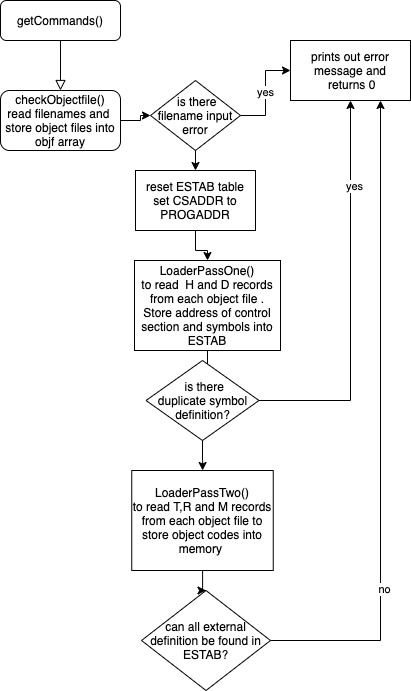 getCommands()
checkObjectfile()
read filenames and
store object files into
objf array
is there
filename input
error
yes
prints out error
message and
returns 0
reset ESTAB table
set CSADDR to
PROGADDR
yes
LoaderPassOne()
to read H and D records
from each object file .
Store address of control
section and symbols into
ESTAB
is there
duplicate symbol
definition?
LoaderPassTwo()
to read T,R and M records
from each object file to
store object codes into
memory
no
can all external
definition be found in
ESTAB?